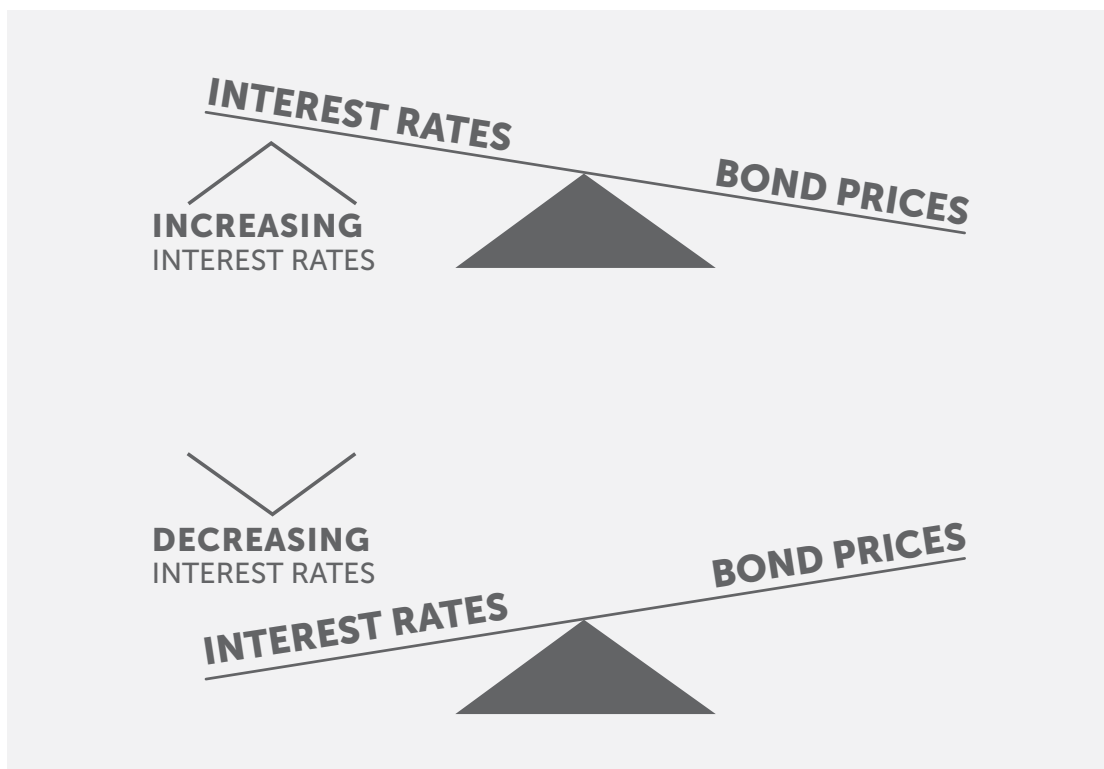 INTEREST RATES
BOND PRICES
INCREASING
INTEREST RATES
DECREASING
INTEREST RATES
BOND PRICES
INTEREST RATES